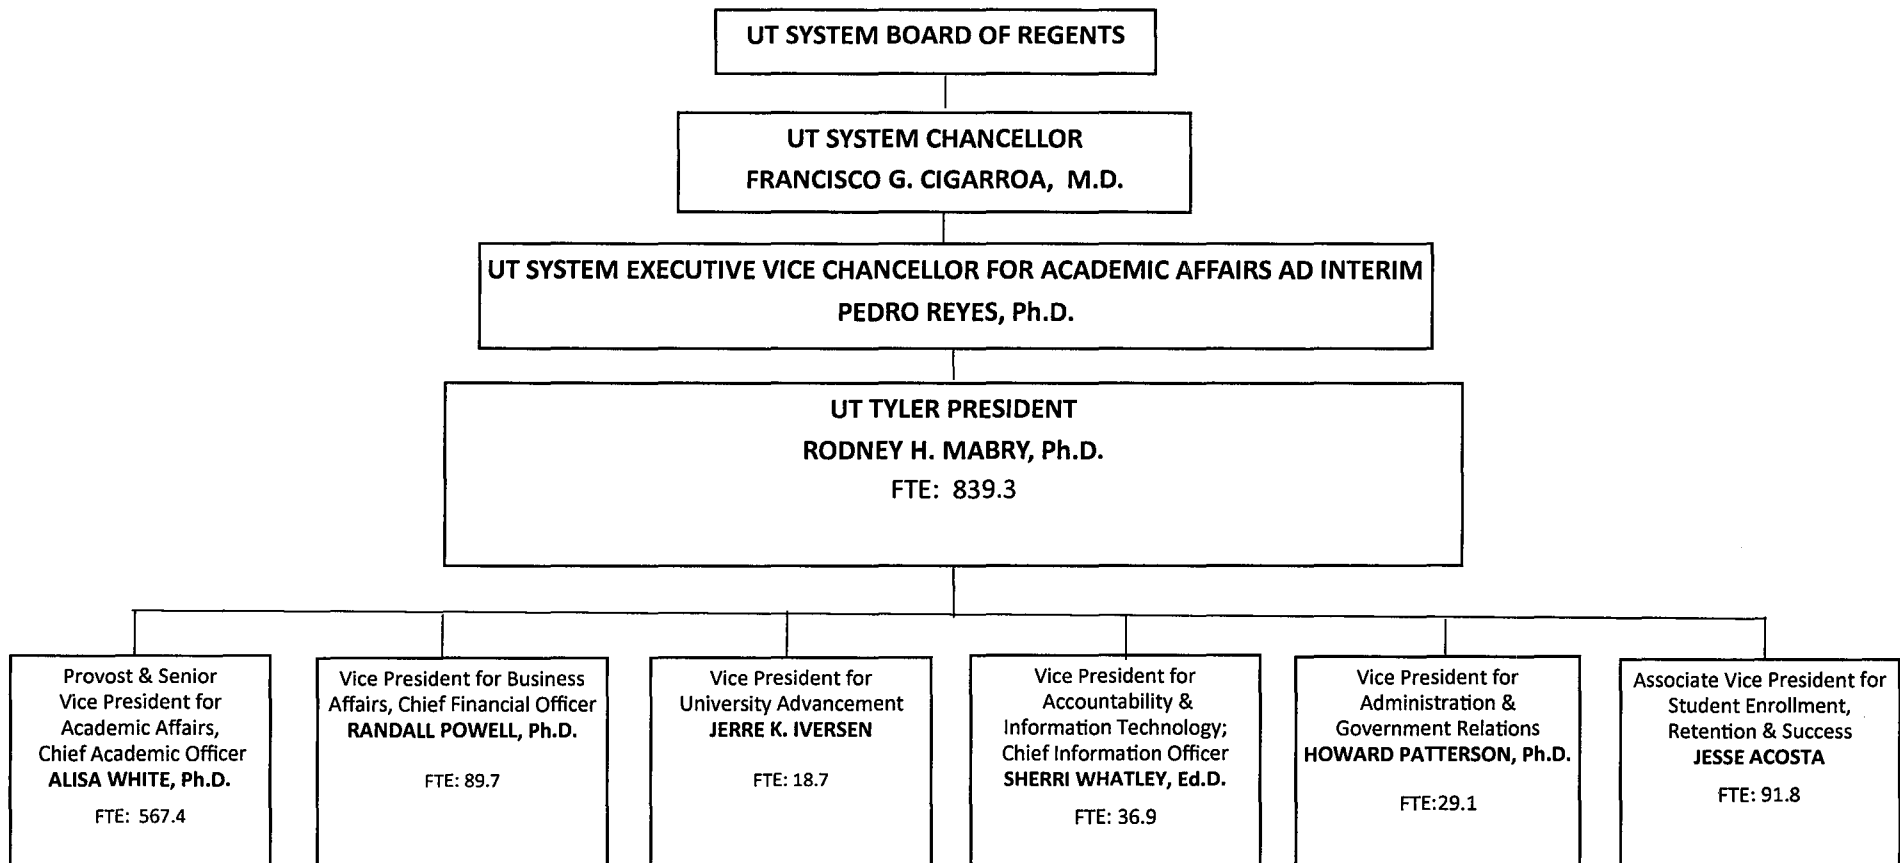 UT SYSTEM BOARD OF REGENTS
UT SYSTEM CHANCELLOR
FRANCISCO G. CIGARROA, M.D.
UT SYSTEM EXECUTIVE VICE CHANCELLOR FOR ACADEMIC AFFAIRS AD INTERIM
PEDRO REYES, Ph.D.
UT TYLER PRESIDENT
RODNEY H. MABRY, Ph.D.
FTE: 839.3
Provost & Senior
Vice President for
Academic Affairs,
Chief Academic Officer
ALISA WHITE, Ph.D.
FTE: 567.4
Vice President for Business
Affairs, Chief Financial Officer
RANDALL POWELL, Ph.D.
FTE: 89.7
Vice President for
University Advancement
JERRE K. IVERSEN
FTE: 18.7
Vice President for
Accountability &
Information Technology;
Chief Information Officer
SHERRI WHATLEY, Ed.D.
FTE: 36.9
Vice President for
Administration &
Government Relations
HOWARD PATTERSON, Ph.D.
FTE:29.1
Associate Vice President for
Student Enrollment,
Retention & Success
JESSE ACOSTA
FTE: 91.8